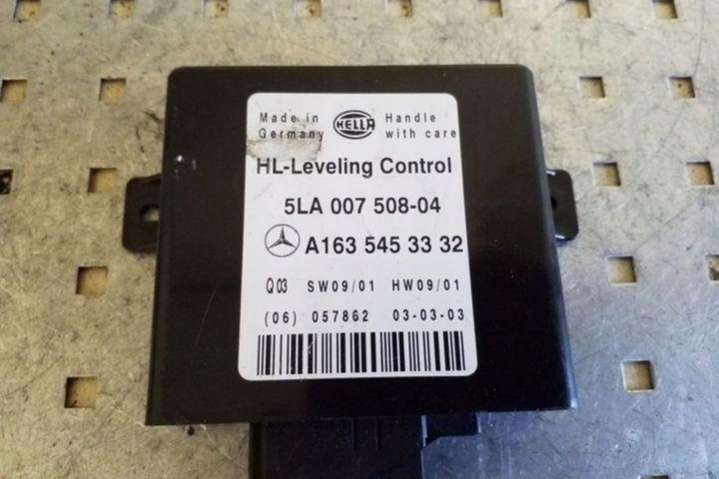 Made in HELLA Handle
Germany with care
HL-Leveling Control
5LA 007 508-04
A163 545 33 32
Q03 SW09/01 HW09/01
(06) 057862 03-03-03